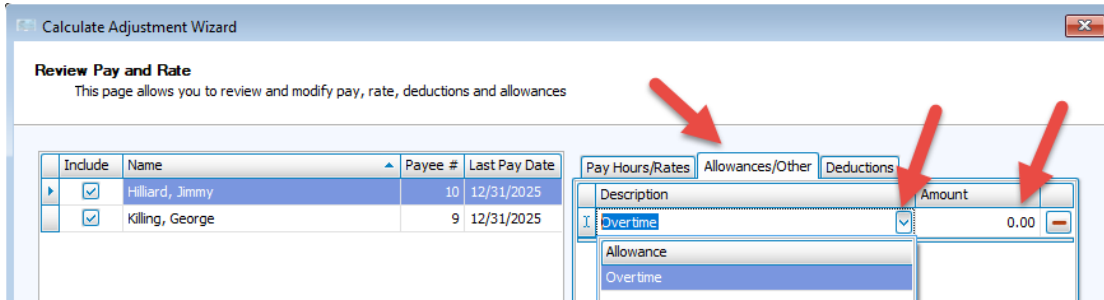 Calculate Adjustment Wizard
Review Pay and Rate
This page allows you to review and modify pay, rate, deductions and allowances
Include Name Payee # Last Pay Date
Hilliard, Jimmy 10 12/31/2025
Killing, George 9 12/31/2025
Pay Hours/Rates Allowances/Other Deductions
Description Amount
Overtime 0.00
Allowance
Overtime